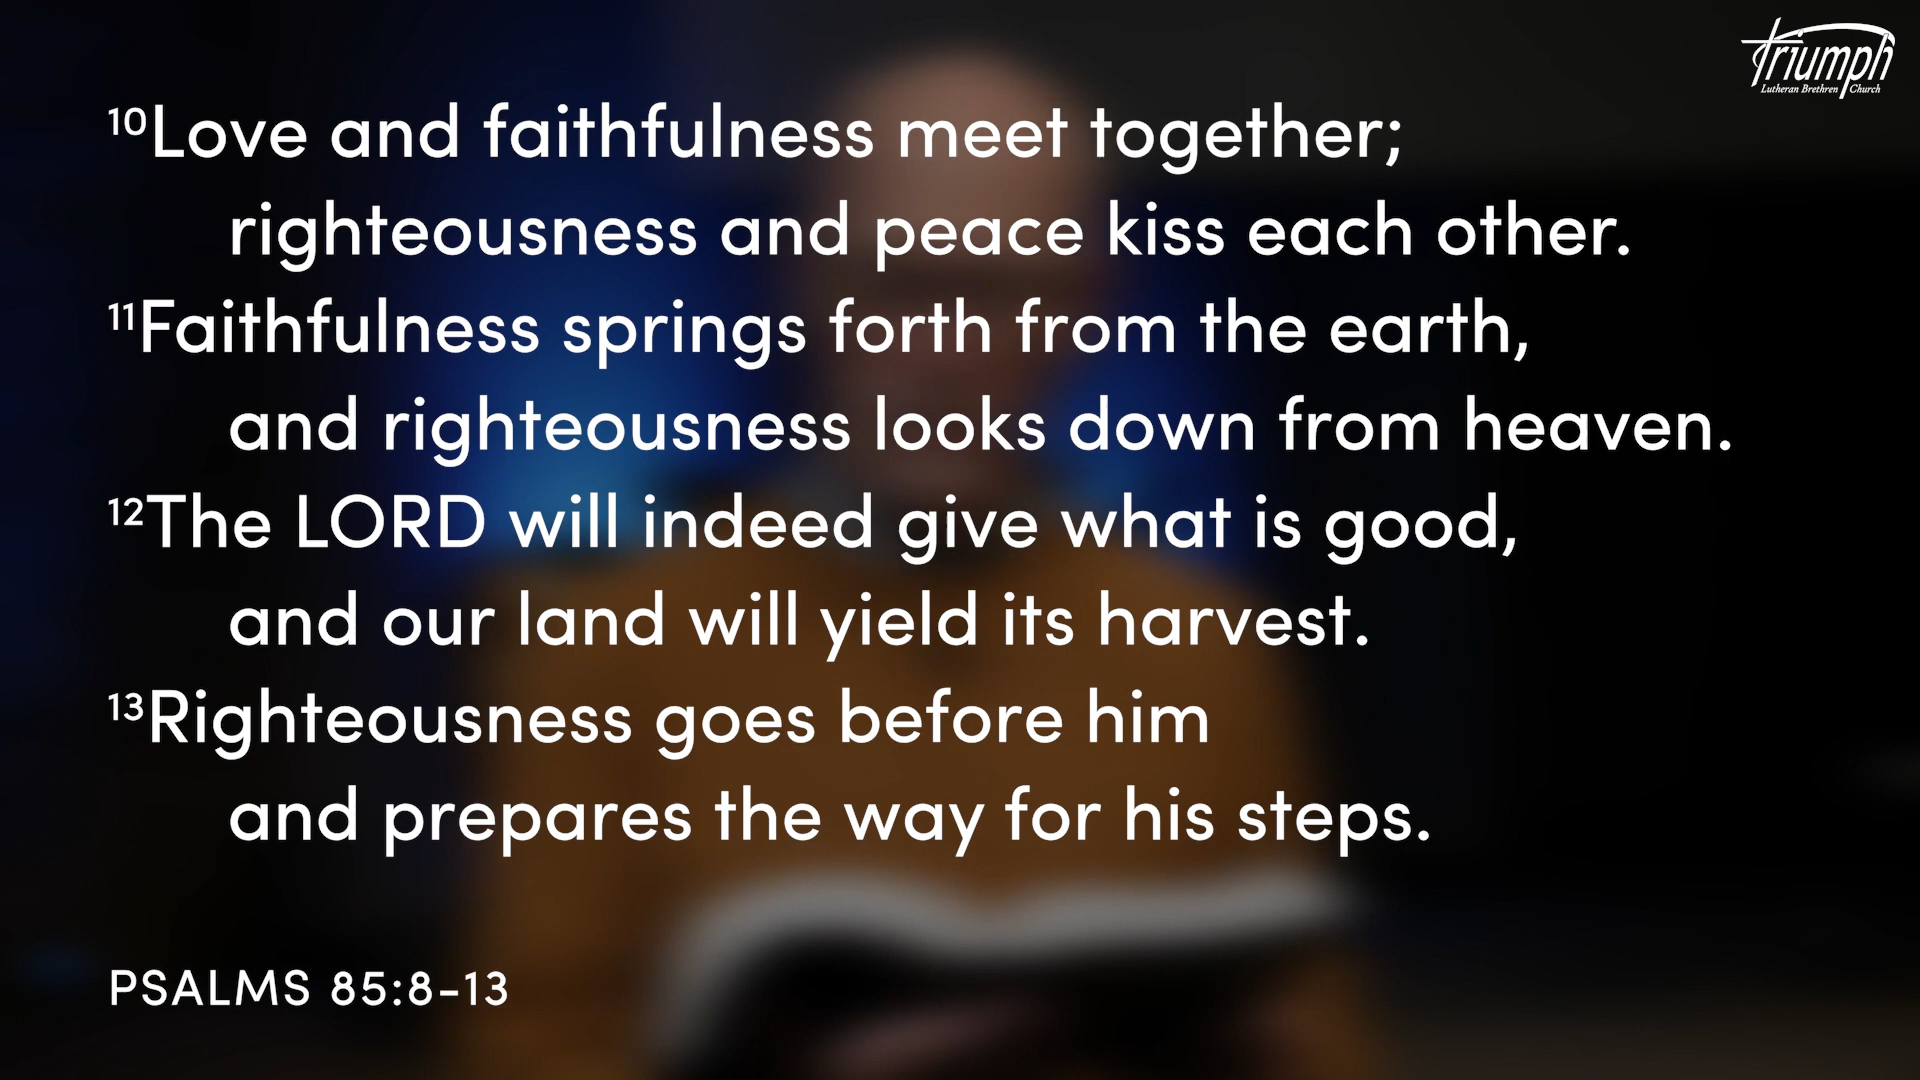 triumph
Lutheran Brethren Church
10Love and faithfulness meet together;
righteousness and peace kiss each other.
11Faithfulness springs forth from the earth,
and righteousness looks down from heaven.
12The LORD will indeed give what is good,
and our land will yield its harvest.
13Righteousness goes before him
and prepares the way for his steps.
PSALMS 85:8-13